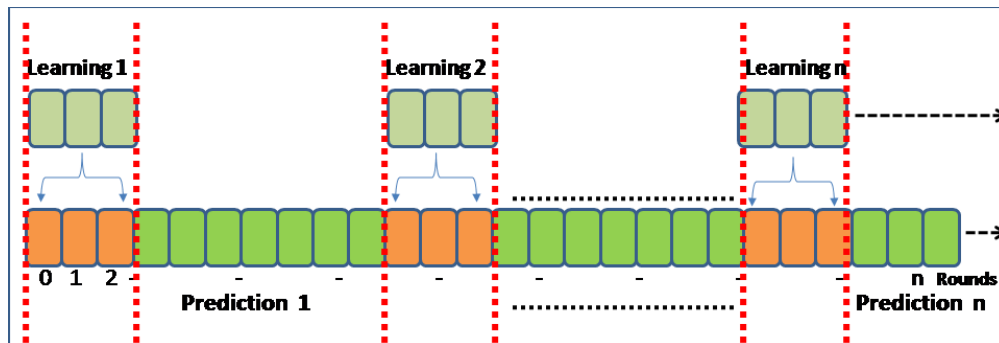 Learning 1 Learning 2 Learning n
0 1 2 - - - - - - - - n Rounds
Prediction 1 Prediction n